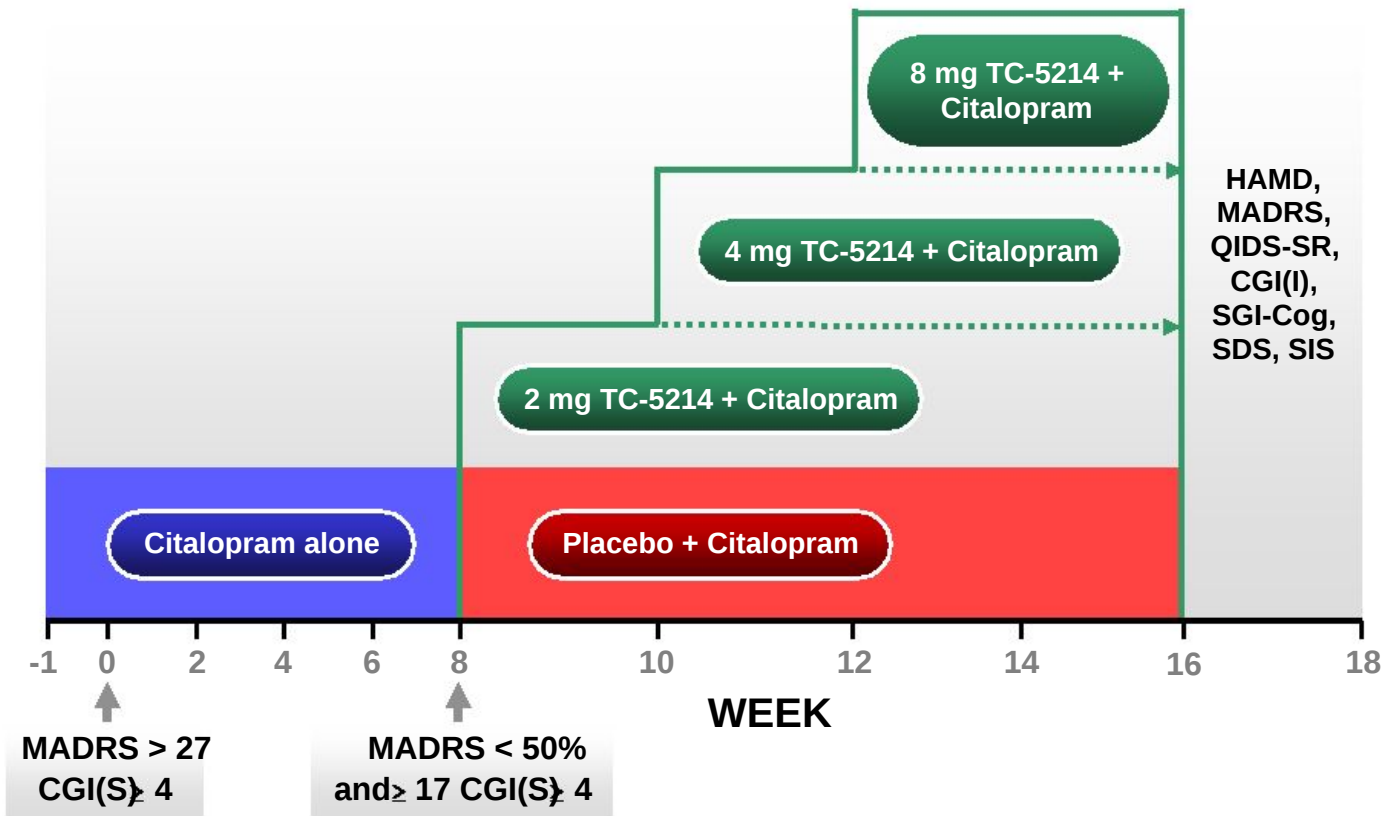 8 mg TC-5214 +
Citalopram
HAMD,
MADRS,
QIDS-SR,
CGI(I),
SGI-Cog,
SDS, SIS
4 mg TC-5214 + Citalopram
2 mg TC-5214 + Citalopram
Citalopram alone
Placebo + Citalopram
-1 0 2 4 6 8 10 12 14 16 18
WEEK
MADRS > 27
CGI(S)≥ 4
MADRS < 50%
and≥ 17 CGI(S)≥ 4